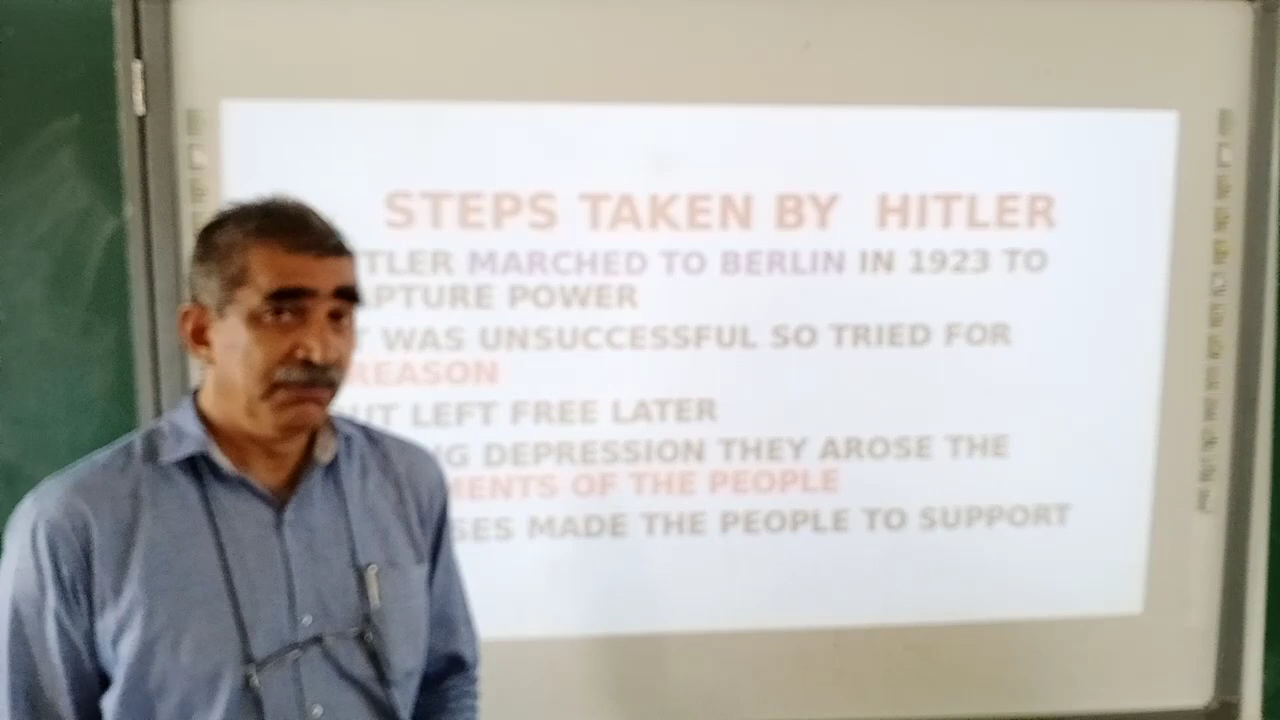 STEPS TAKEN BY HITLER
TLER MARCHED TO BERLIN IN 1923 TO
APTURE POWER
T WAS UNSUCCESSFUL SO TRIED FOR
REASON
UT LEFT FREE LATER
NG DEPRESSION THEY AROSE THE
MENTS OF THE PEOPLE
SES MADE THE PEOPLE TO SUPPORT